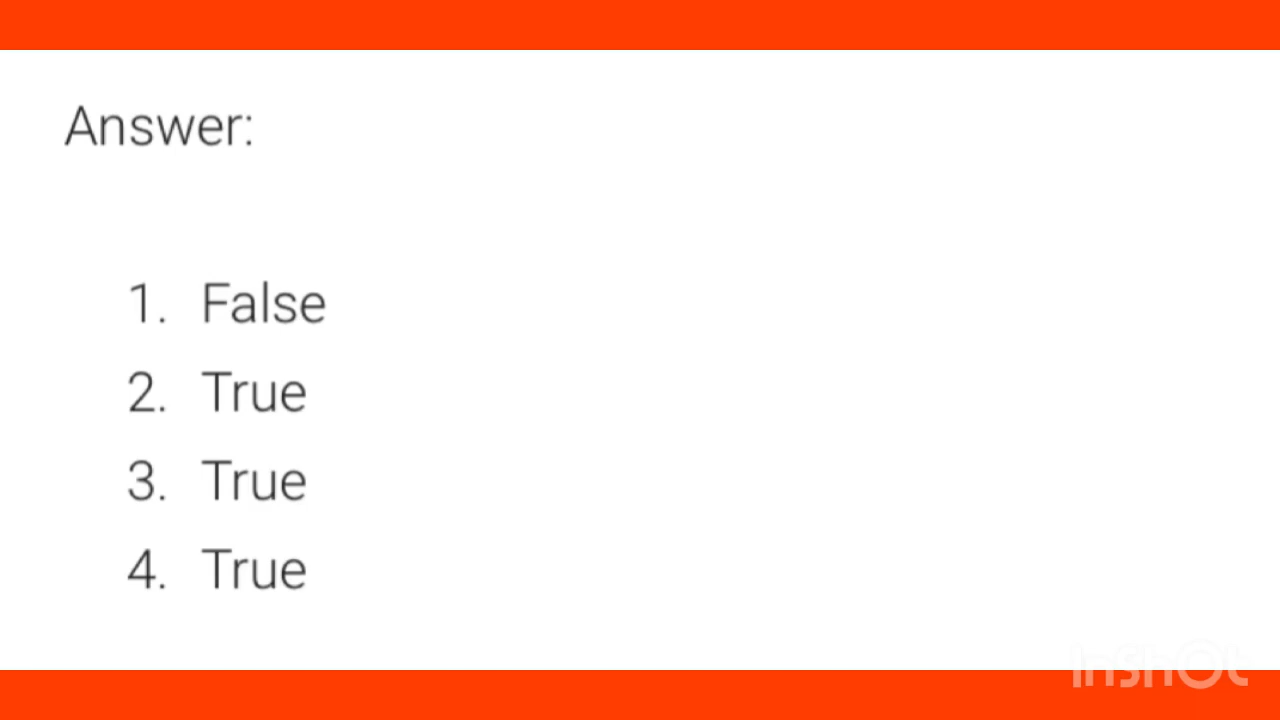 Answer:
1. False
2. True
3. True
4. True
InShOt